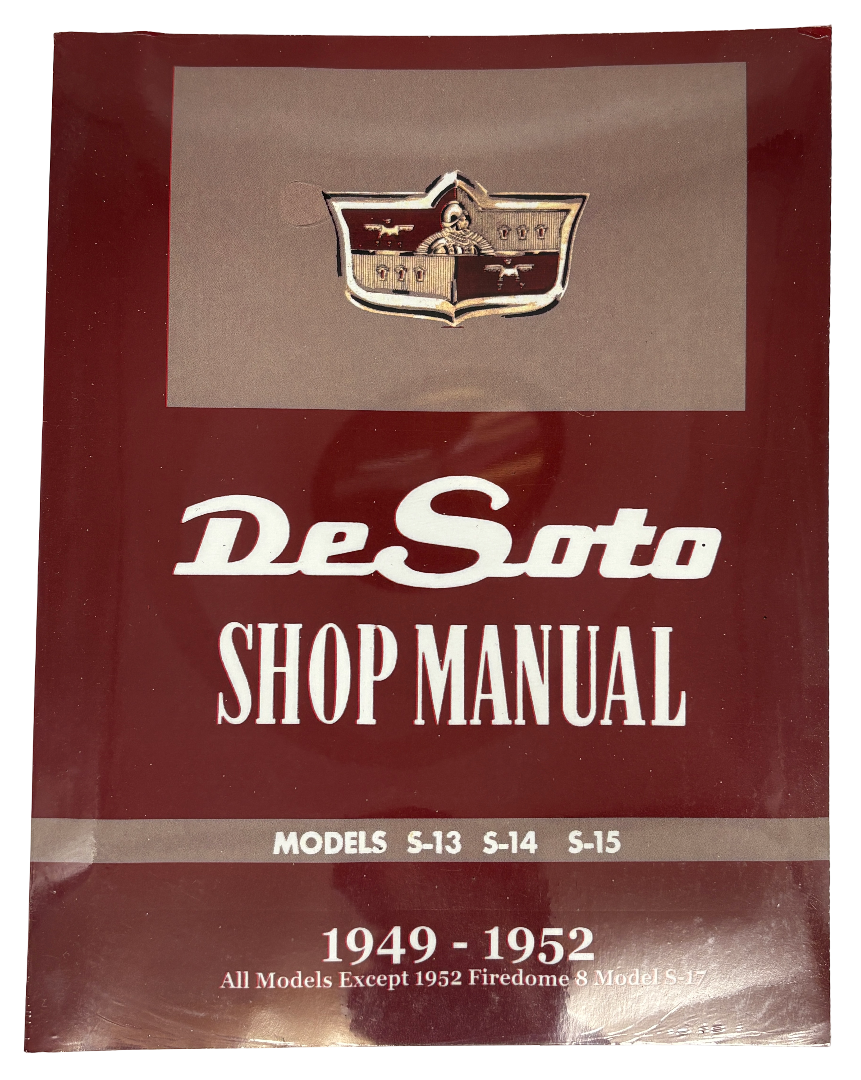 DeSoto
SHOP MANUAL
MODELS S-13 S-14 S-15
1949 - 1952
All Models Except 1952 Firedome 8 Model S-17